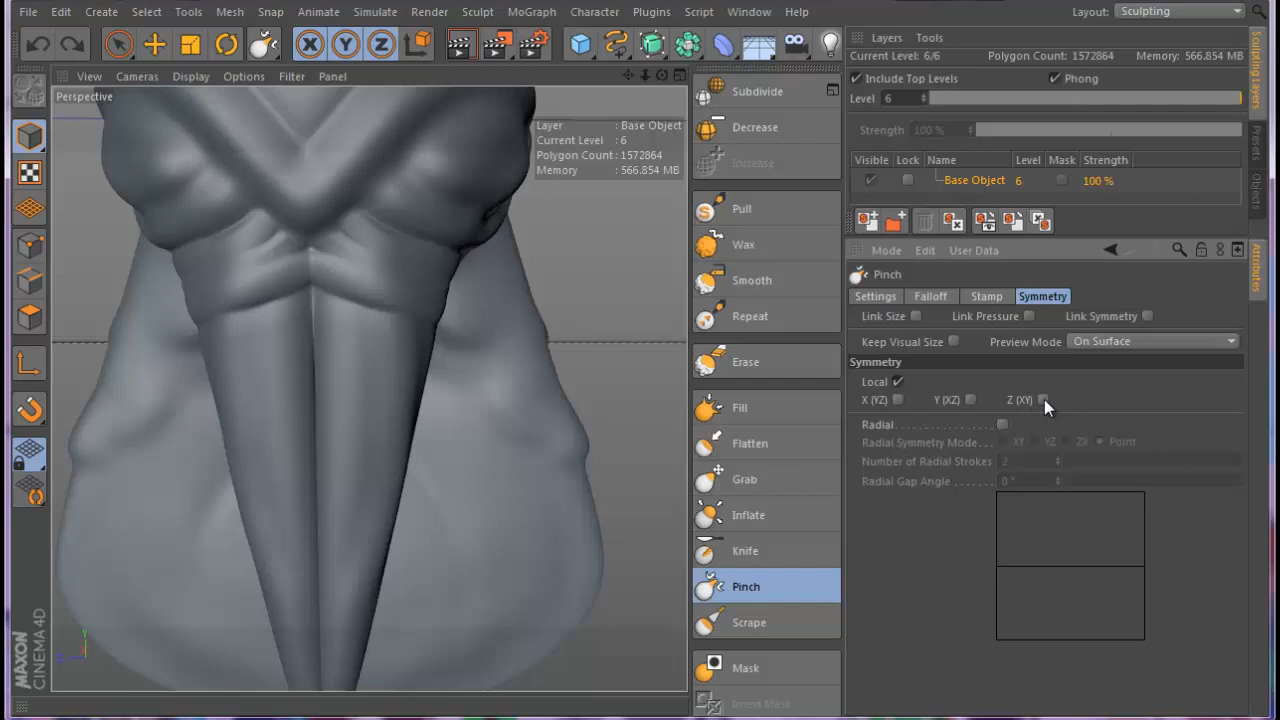 File Edit Create Select Tools Mesh Snap Animate Simulate Render Sculpt MoGraph Character Plugins Script Window Help Layout: Sculpting
X Y Z
View Cameras Display Options Filter Panel
Perspective
Layer : Base Object
Current Level : 6
Polygon Count : 1572864
Memory : 566.854 MB
Y
MAXON
CINEMA 4D
Subdivide
Decrease
Increase
Pull
Wax
Smooth
Repeat
Erase
Fill
Flatten
Grab
Inflate
Knife
Pinch
Scrape
Mask
Invert Mask
Layers Tools
Current Level: 6/6 Polygon Count: 1572864 Memory: 566.854 MB
Include Top Levels Phong
Level 6
Strength 100 %
Visible Lock Name Level Mask Strength
Base Object 6 100 %
Mode Edit User Data
Pinch
Settings Falloff Stamp Symmetry
Link Size Link Pressure Link Symmetry
Keep Visual Size Preview Mode On Surface
Symmetry
Local
X (YZ) Y (XZ) Z (XY)
Radial
Radial Symmetry Mode XY YZ ZX Point
Number of Radial Strokes 2
Radial Gap Angle 0 °
Sculpting Layers
Presets
Objects
Attributes